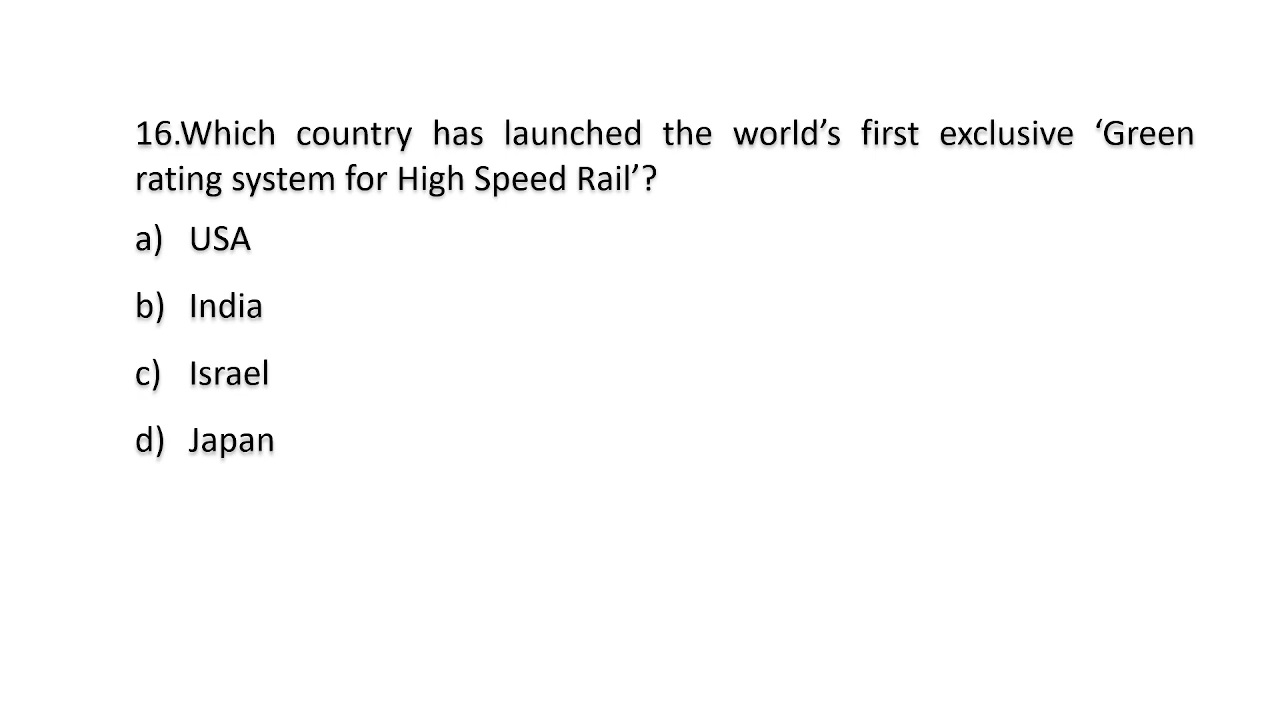 16.Which country has launched the world’s first exclusive ‘Green
rating system for High Speed Rail’?
a) USA
b) India
c) Israel
d) Japan